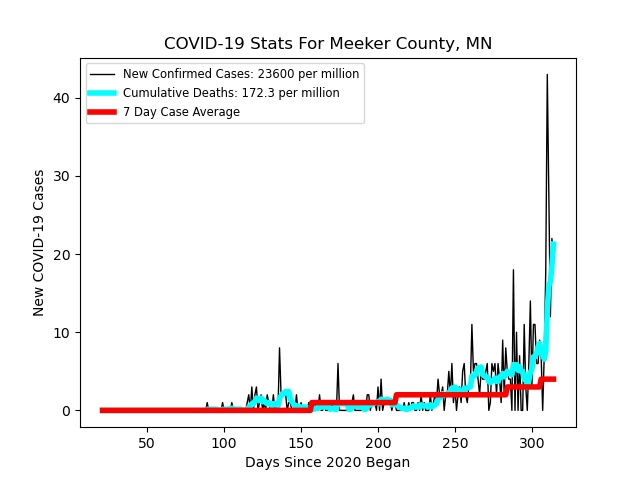 COVID-19 Stats For Meeker County, MN
New Confirmed Cases: 23600 per million
Cumulative Deaths: 172.3 per million
7 Day Case Average
New COVID-19 Cases
40
30
20
10
0
50 100 150 200 250 300
Days Since 2020 Began